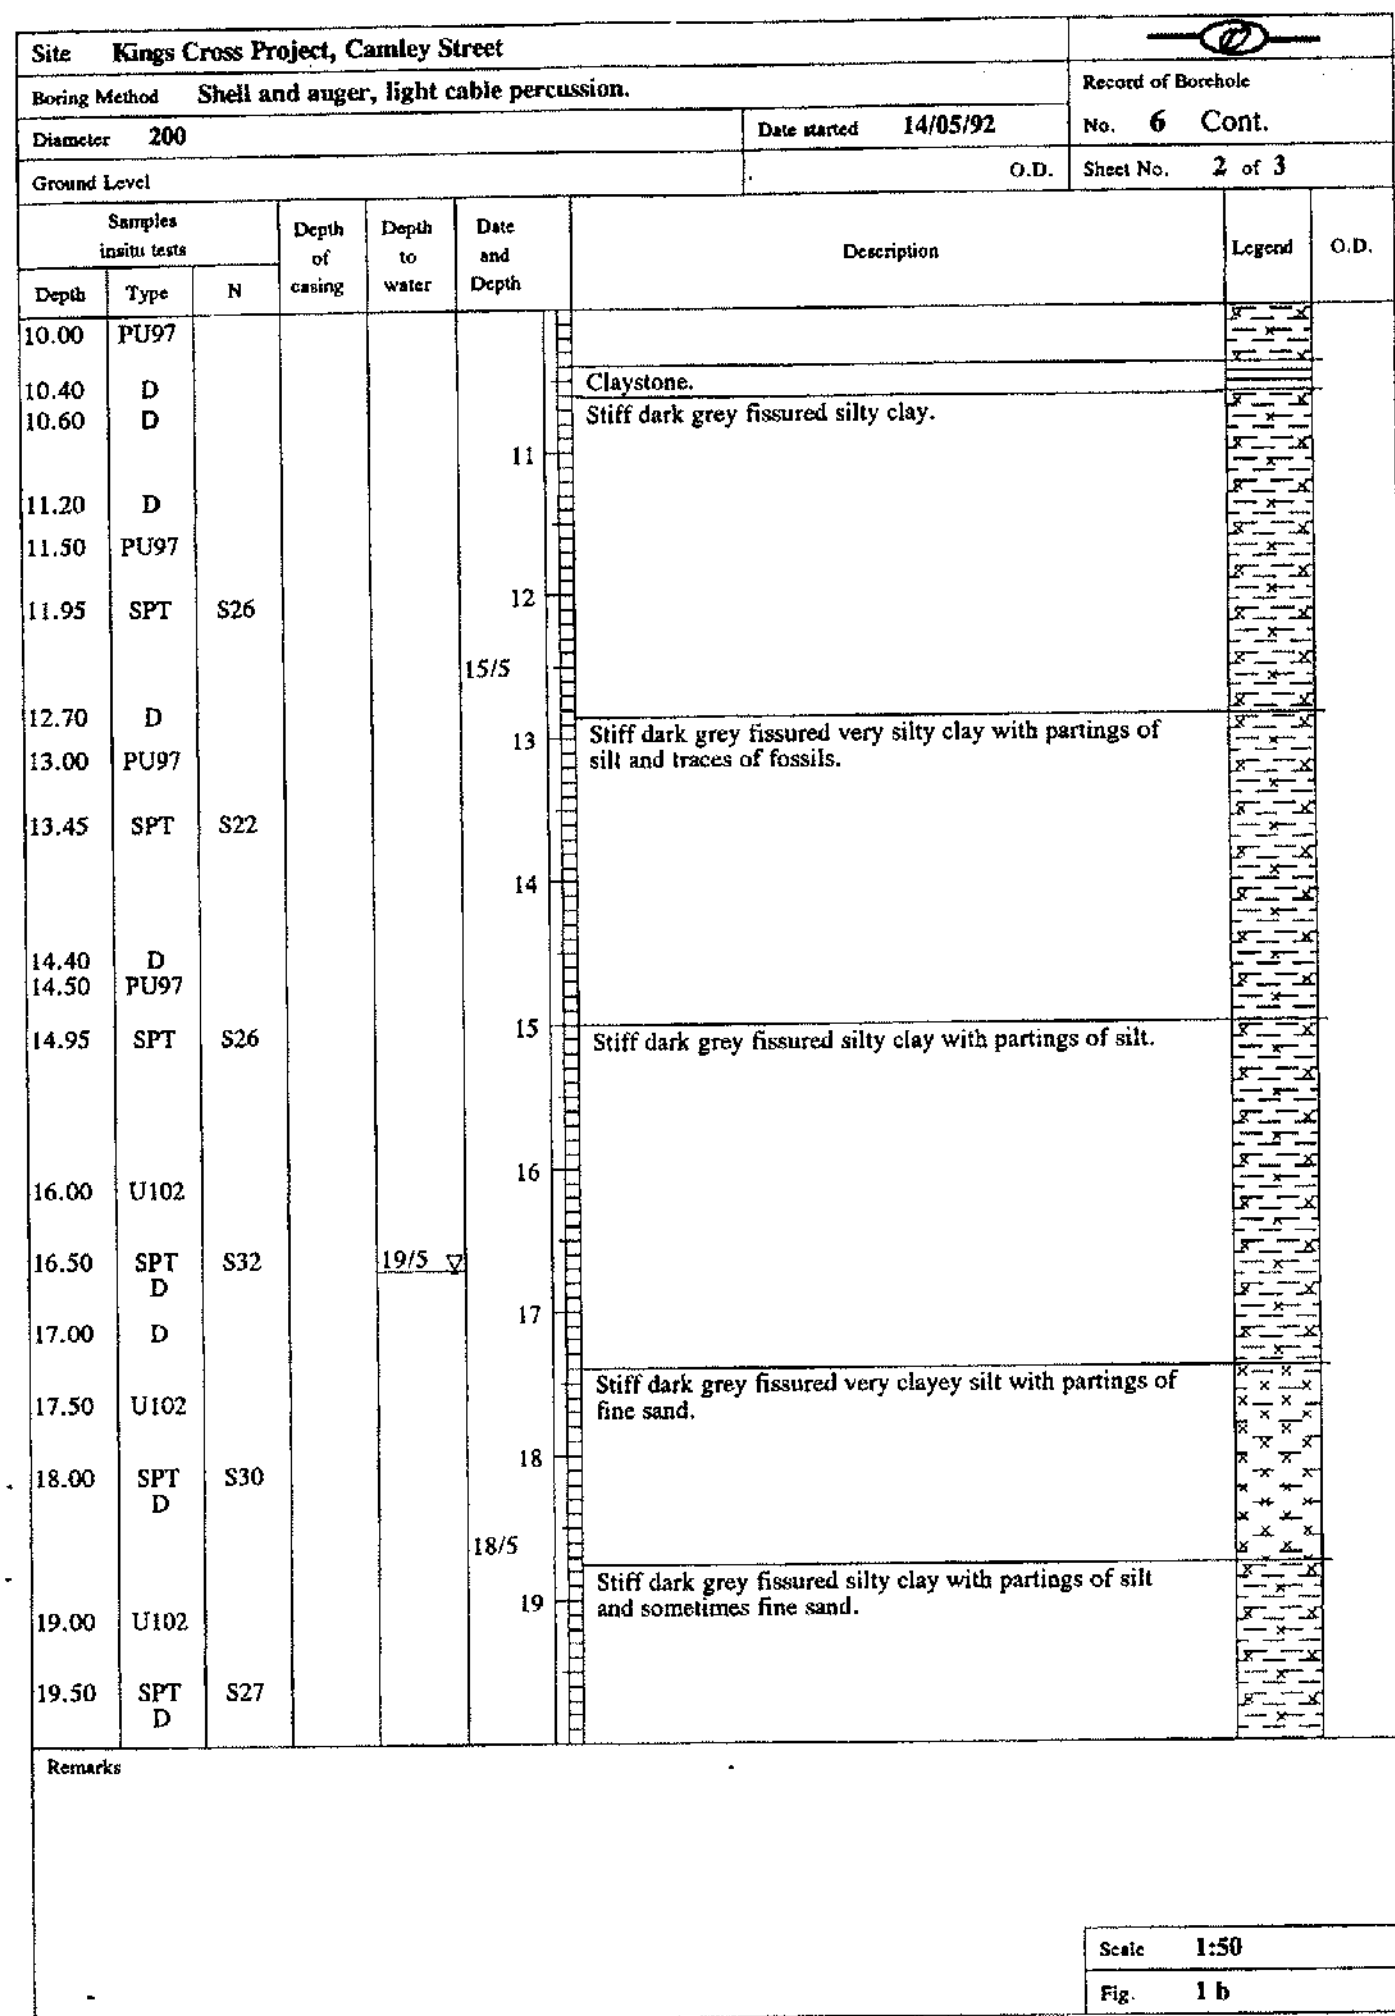 Site Kings Cross Project, Camley Street
Boring Method Shell and auger, light cable percussion.
Record of Borehole
Diameter 200
Date started 14/05/92
No. 6 Cont.
Ground Level
O.D.
Sheet No. 2 of 3
Samples
insitu tests
Depth Type N
Depth
of
casing
Depth
to
water
Date
and
Depth
Description
Legend
O.D.
10.00 PU97
10.40 D
Claystone.
10.60 D
Stiff dark grey fissured silty clay.
11
11.20 D
11.50 PU97
12
11.95 SPT S26
15/5
12.70 D
Stiff dark grey fissured very silty clay with partings of
silt and traces of fossils.
13
13.00 PU97
13.45 SPT S22
14
14.40 D
14.50 PU97
15
14.95 SPT S26
Stiff dark grey fissured silty clay with partings of silt.
16
16.00 U102
16.50 SPT S32 19/5
D
17
17.00 D
Stiff dark grey fissured very clayey silt with partings of
fine sand.
17.50 U102
18
18.00 SPT S30
D
18/5
Stiff dark grey fissured silty clay with partings of silt
and sometimes fine sand.
19
19.00 U102
19.50 SPT S27
D
Remarks
Scale 1:50
Fig. 1 b